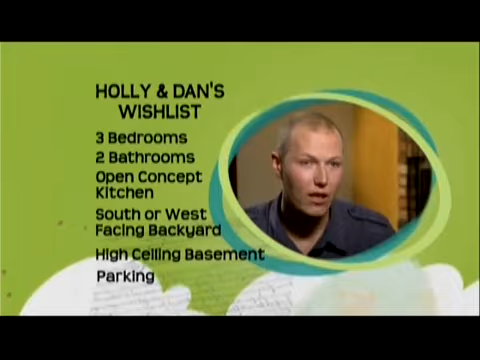 HOLLY & DAN'S
WISHLIST
3 Bedrooms
2 Bathrooms
Open Concept
Kitchen
South or West
Facing Backyard
High Ceiling Basement
Parking